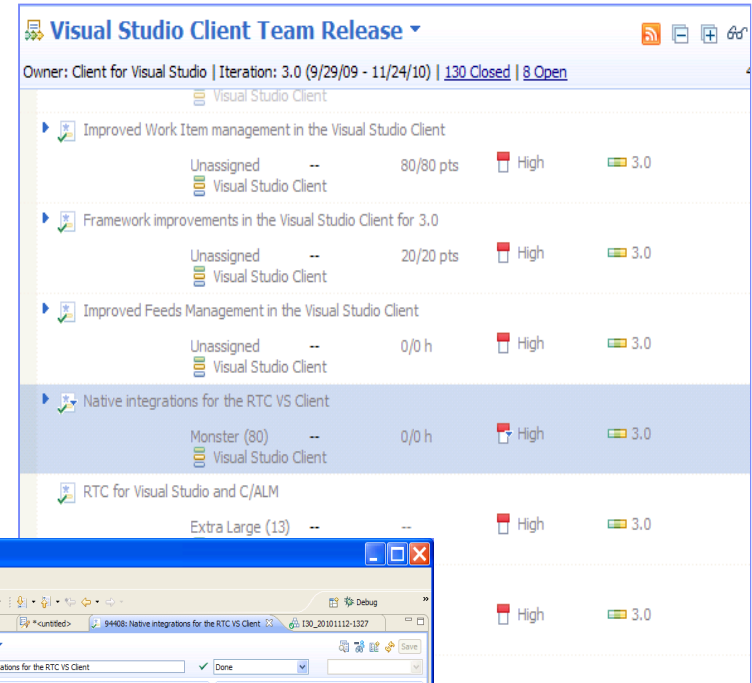 Visual Studio Client Team Release
Owner: Client for Visual Studio | Iteration: 3.0 (9/29/09 - 11/24/10) | 130 Closed | 8 Open
Visual Studio Client
Improved Work Item management in the Visual Studio Client
Unassigned -- 80/80 pts High 3.0
Visual Studio Client
Framework improvements in the Visual Studio Client for 3.0
Unassigned -- 20/20 pts High 3.0
Visual Studio Client
Improved Feeds Management in the Visual Studio Client
Unassigned -- 0/0 h High 3.0
Visual Studio Client
Native integrations for the RTC VS Client
Monster (80) -- 0/0 h High 3.0
Visual Studio Client
RTC for Visual Studio and C/ALM
Extra Large (13) -- -- High 3.0
Debug »
*<untitled> 94408: Native integrations for the RTC VS Client I30_20101112-1327
High 3.0
Save
ations for the RTC VS Client Done